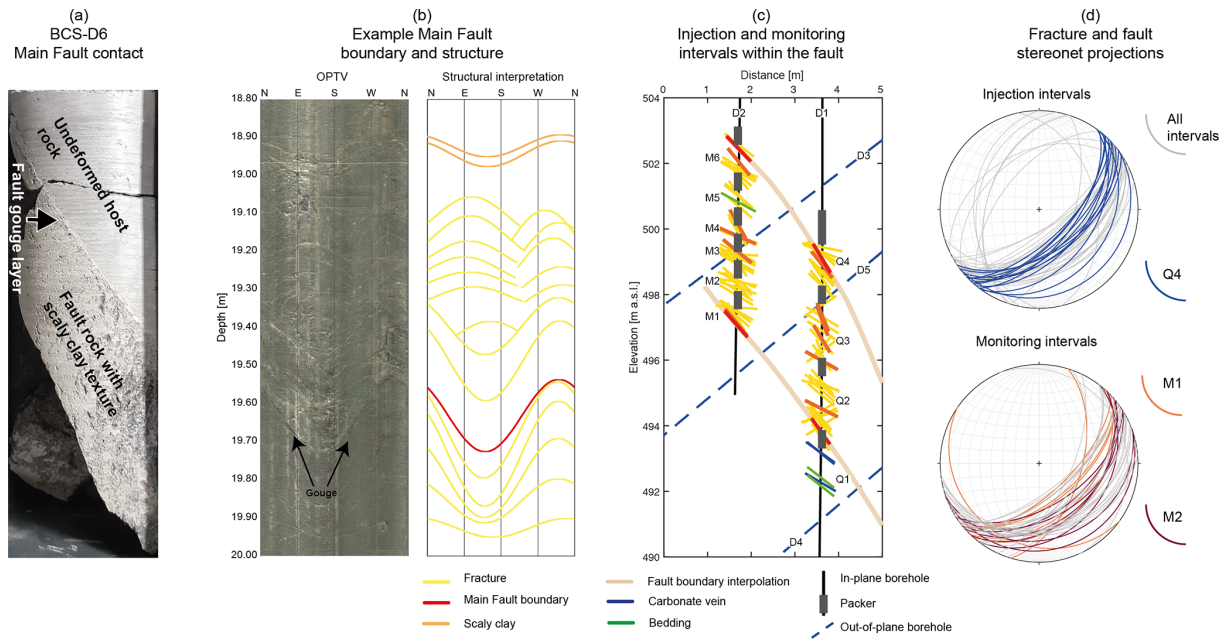 (a)
BCS-D6
Main Fault contact
Undeformed host
rock
Fault gouge layer
Fault rock with
scaly clay texture
(b)
Example Main Fault
boundary and structure
OPTV
Structural interpretation
N E S W N
N E S W N
Depth [m]
18.80
18.90
19.00
19.10
19.20
19.30
19.40
19.50
19.60
19.70
19.80
19.90
20.00
Gouge
(c)
Injection and monitoring
intervals within the fault
Distance [m]
0 1 2 3 4 5
Elevation [m a.s.l.]
504
502
500
498
496
494
492
490
D2
D1
D3
D5
D4
M6
M5
M4
M3
M2
M1
Q4
Q3
Q2
Q1
(d)
Fracture and fault
stereonet projections
Injection intervals
All
intervals
Q4
Monitoring intervals
M1
M2
Fracture
Main Fault boundary
Scaly clay
Fault boundary interpolation
Carbonate vein
Bedding
In-plane borehole
Packer
Out-of-plane borehole